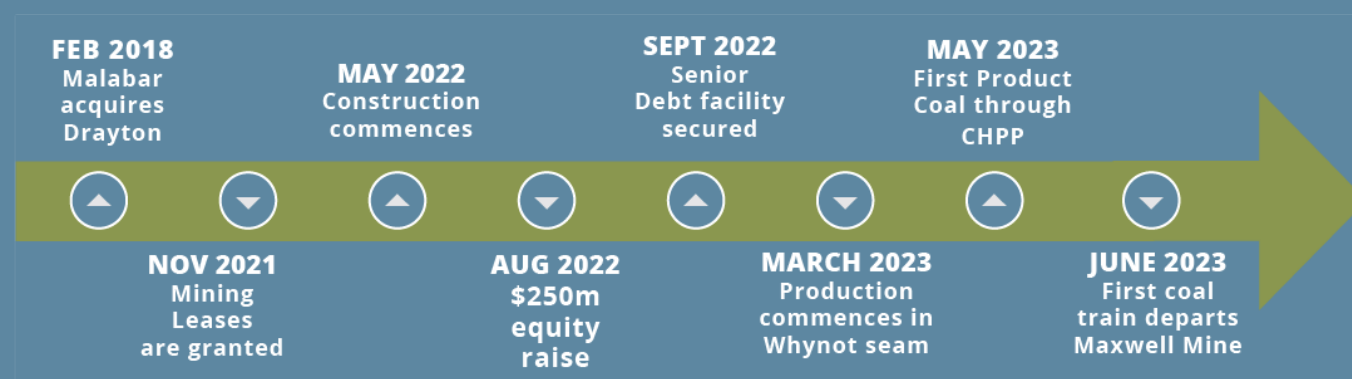 FEB 2018
Malabar
acquires
Drayton
NOV 2021
Mining
Leases
are granted
MAY 2022
Construction
commences
AUG 2022
$250m
equity
raise
SEPT 2022
Senior
Debt facility
secured
MARCH 2023
Production
commences in
Whynot seam
MAY 2023
First Product
Coal through
CHPP
JUNE 2023
First coal
train departs
Maxwell Mine